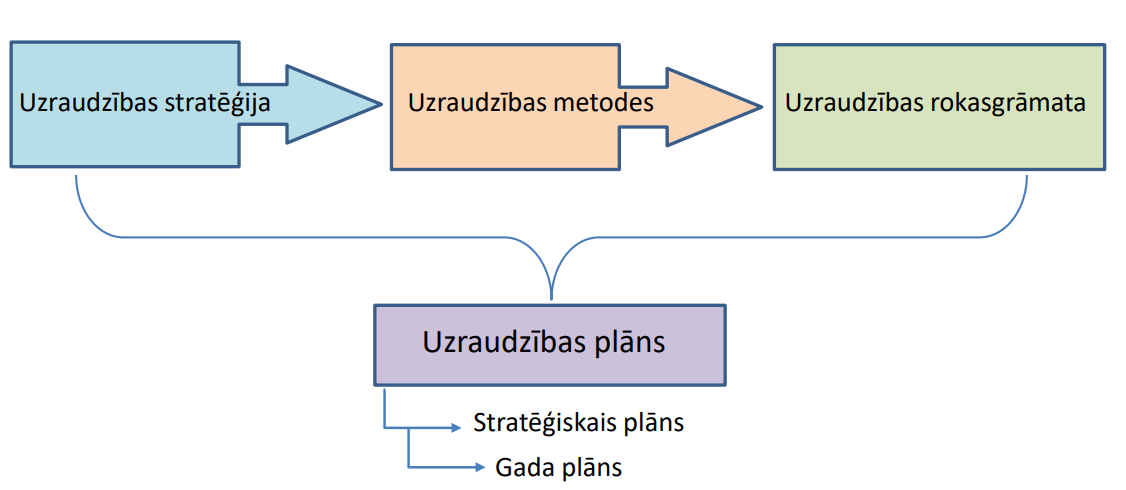 Uzraudzības stratēģija
Uzraudzības metodes
Uzraudzības rokasgrāmata
Uzraudzības plāns
Stratēģiskais plāns
Gada plāns